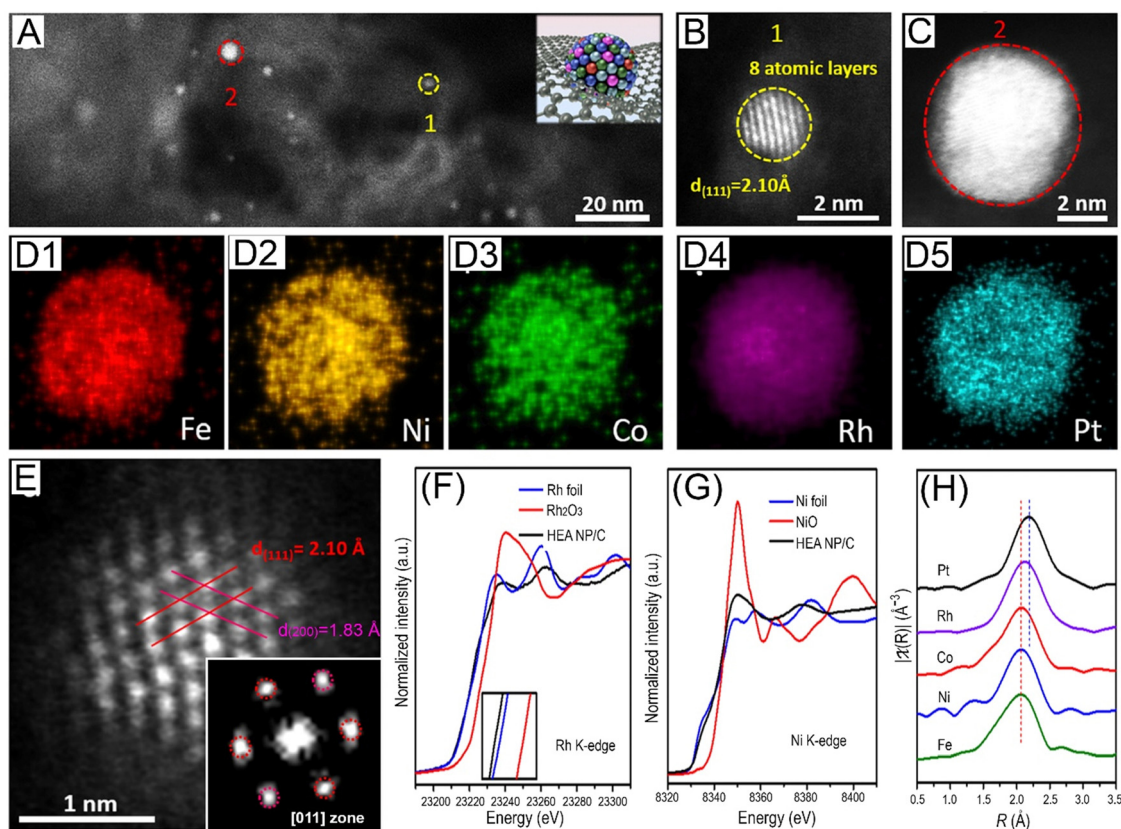 A
2
1
20 nm
B
1
8 atomic layers
d(111)=2.10Å
2 nm
C
2
2 nm
D1
Fe
D2
Ni
D3
Co
D4
Rh
D5
Pt
E
d(111)= 2.10 Å
d(200)=1.83 Å
1 nm
[011] zone
(F)
Normalized intensity (a.u.)
Rh foil
Rh₂O₃
HEA NP/C
Rh K-edge
23200 23220 23240 23260 23280 23300
Energy (eV)
(G)
Normalized intensity (a.u.)
Ni foil
NiO
HEA NP/C
Ni K-edge
8320 8340 8360 8380 8400
Energy (eV)
(H)
|χ(R)| (Å⁻³)
Pt
Rh
Co
Ni
Fe
0.5 1.0 1.5 2.0 2.5 3.0 3.5
R (Å)